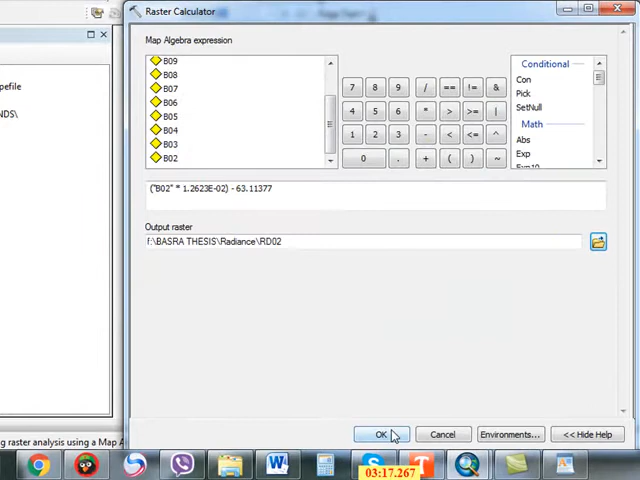 Raster Calculator
pefile
NDS\
Map Algebra expression
B09
B08
B07
B06
B05
B04
B03
B02
7 8 9 / == != &
4 5 6 * > >= |
1 2 3 - < <= ^
0 . + ( ) ~
Conditional
Con
Pick
SetNull
Math
Abs
Exp
Exp10
("B02" * 1.2623E-02) - 63.11377
Output raster
f:\BASRA THESIS\Radiance\RD02
OK
Cancel
Environments...
<< Hide Help
ng raster analysis using a Map A
03:17.267